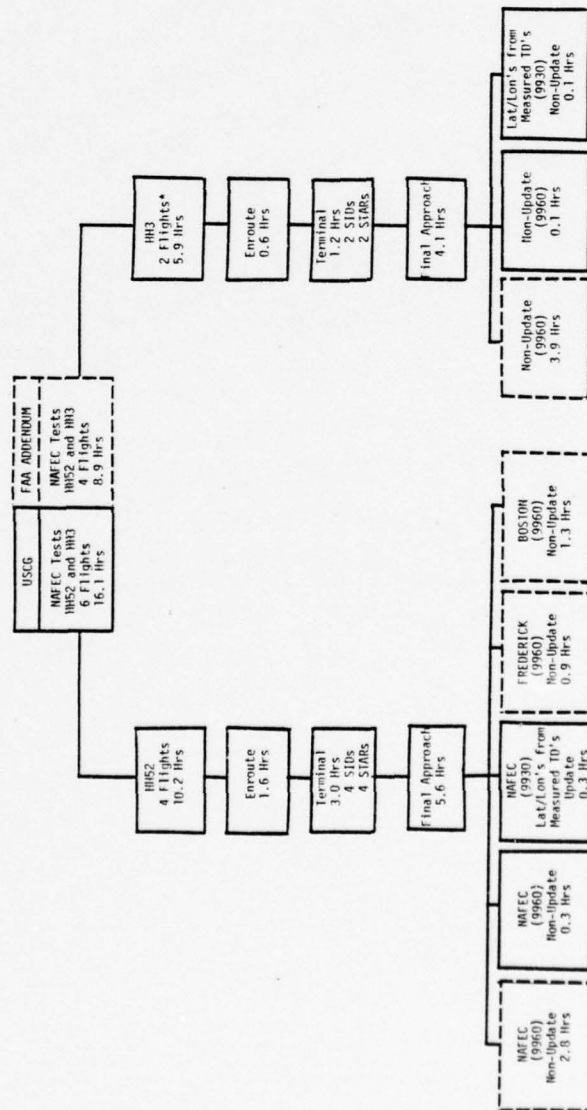 USCG
NAFEC Tests
HH52 and HH3
6 Flights
16.1 Hrs
FAA ADDENDUM
NAFEC Tests
HH52 and HH3
4 Flights
8.9 Hrs
HH52
4 Flights
10.2 Hrs
Enroute
1.6 Hrs
Terminal
3.0 Hrs
4 SIDs
4 STARs
Final Approach
5.6 Hrs
NAFEC
(9960)
Non-Update
2.8 Hrs
NAFEC
(9960)
Non-Update
0.3 Hrs
NAFEC
(9930)
Lat/Lon's from
Measured TD's
Update
0.3 Hrs
FREDERICK
(9960)
Non-Update
0.9 Hrs
BOSTON
(9960)
Non-Update
1.3 Hrs
HH3
2 Flights*
5.9 Hrs
Enroute
0.6 Hrs
Terminal
1.2 Hrs
2 SIDs
2 STARs
Final Approach
4.1 Hrs
Non-Update
(9960)
3.9 Hrs
Non-Update
(9960)
0.1 Hrs
Lat/Lon's from
Measured TD's
(9930)
Non-Update
0.1 Hrs